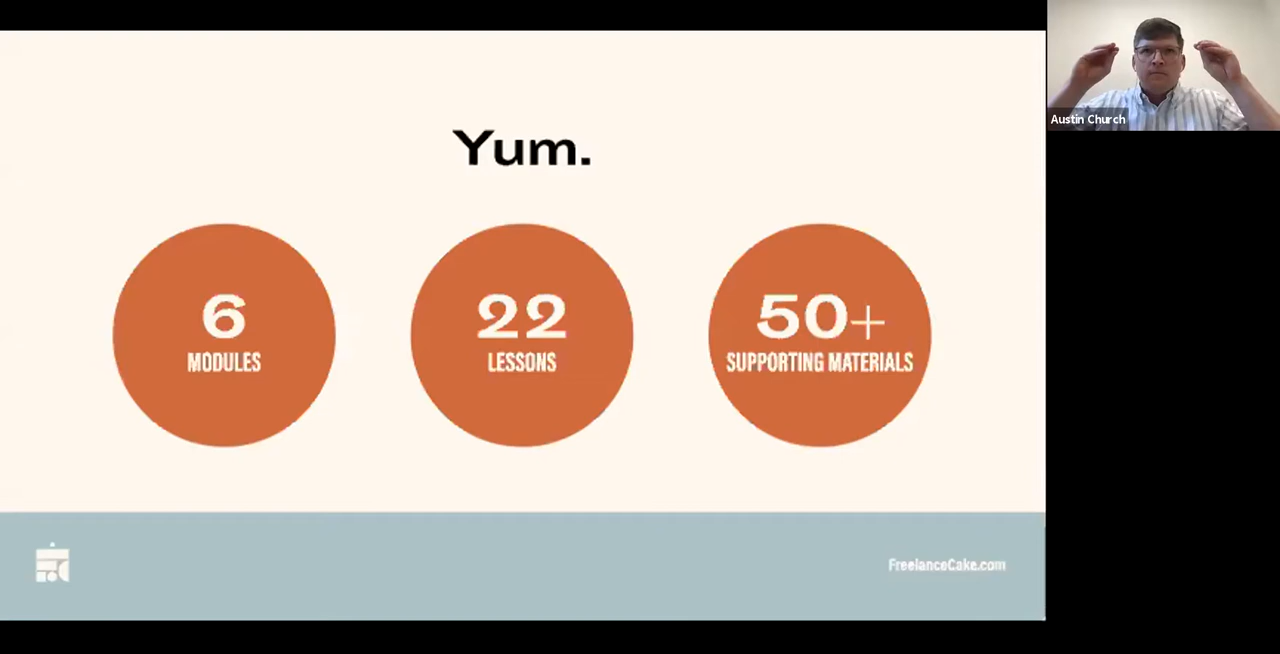 Yum.
6
MODULES
22
LESSONS
50+
SUPPORTING MATERIALS
FreelanceCake.com
Austin Church